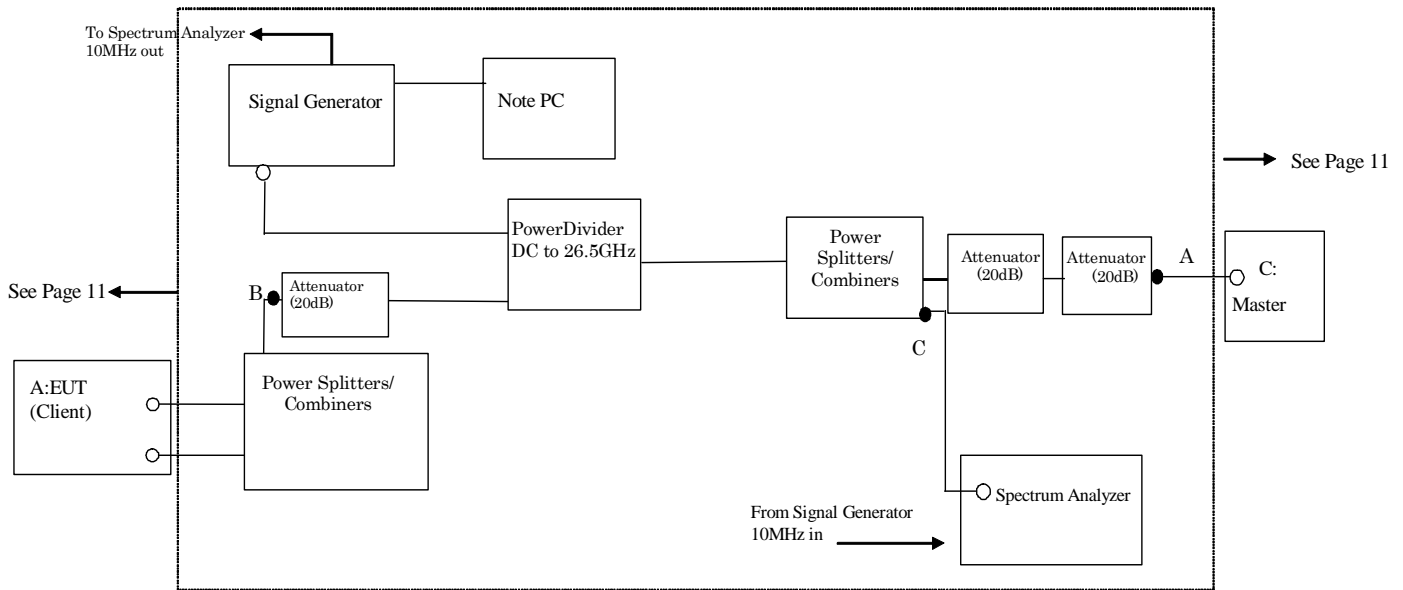 To Spectrum Analyzer
10MHz out
Signal Generator
Note PC
See Page 11
PowerDivider
DC to 26.5GHz
Power
Splitters/
Combiners
Attenuator
(20dB)
Attenuator
(20dB)
A
C:
Master
See Page 11
B
Attenuator
(20dB)
C
A:EUT
(Client)
Power Splitters/
Combiners
Spectrum Analyzer
From Signal Generator
10MHz in